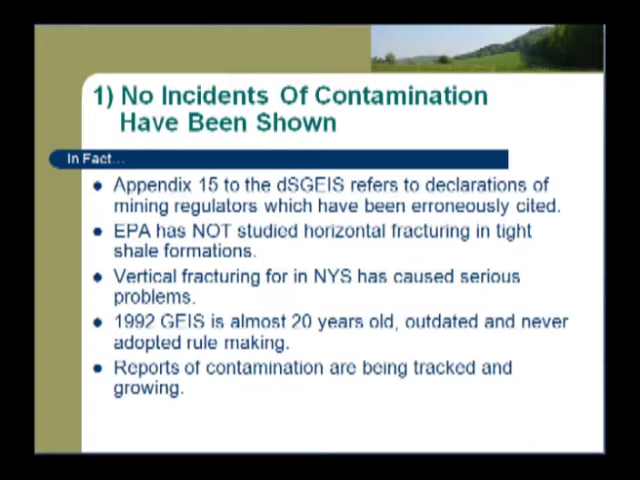 1) No Incidents Of Contamination
Have Been Shown
In Fact...
Appendix 15 to the dSGEIS refers to declarations of
mining regulators which have been erroneously cited.
EPA has NOT studied horizontal fracturing in tight
shale formations.
Vertical fracturing for in NYS has caused serious
problems.
1992 GEIS is almost 20 years old, outdated and never
adopted rule making.
Reports of contamination are being tracked and
growing.